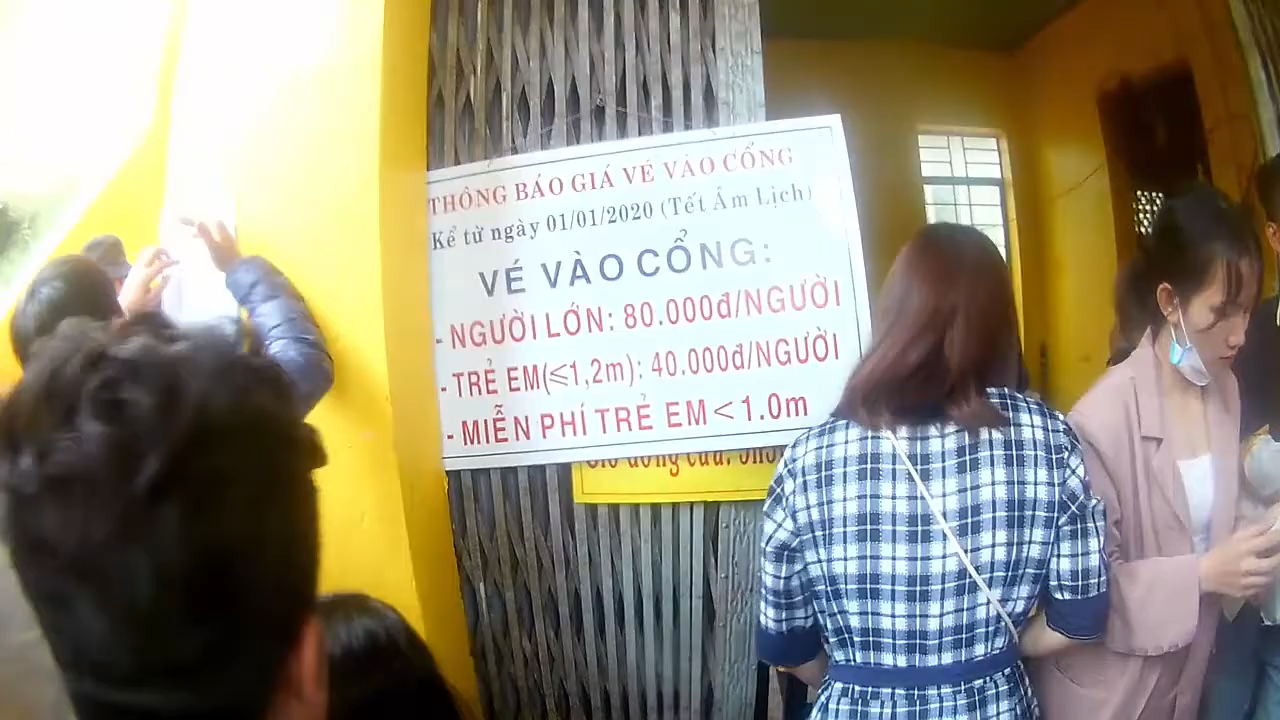 THÔNG BÁO GIÁ VÉ VÀO CỔNG
Kể từ ngày 01/01/2020 (Tết Âm Lịch)
VÉ VÀO CỔNG:
- NGƯỜI LỚN: 80.000đ/NGƯỜI
- TRẺ EM(≤1,2m): 40.000đ/NGƯỜI
- MIỄN PHÍ TRẺ EM < 1.0m